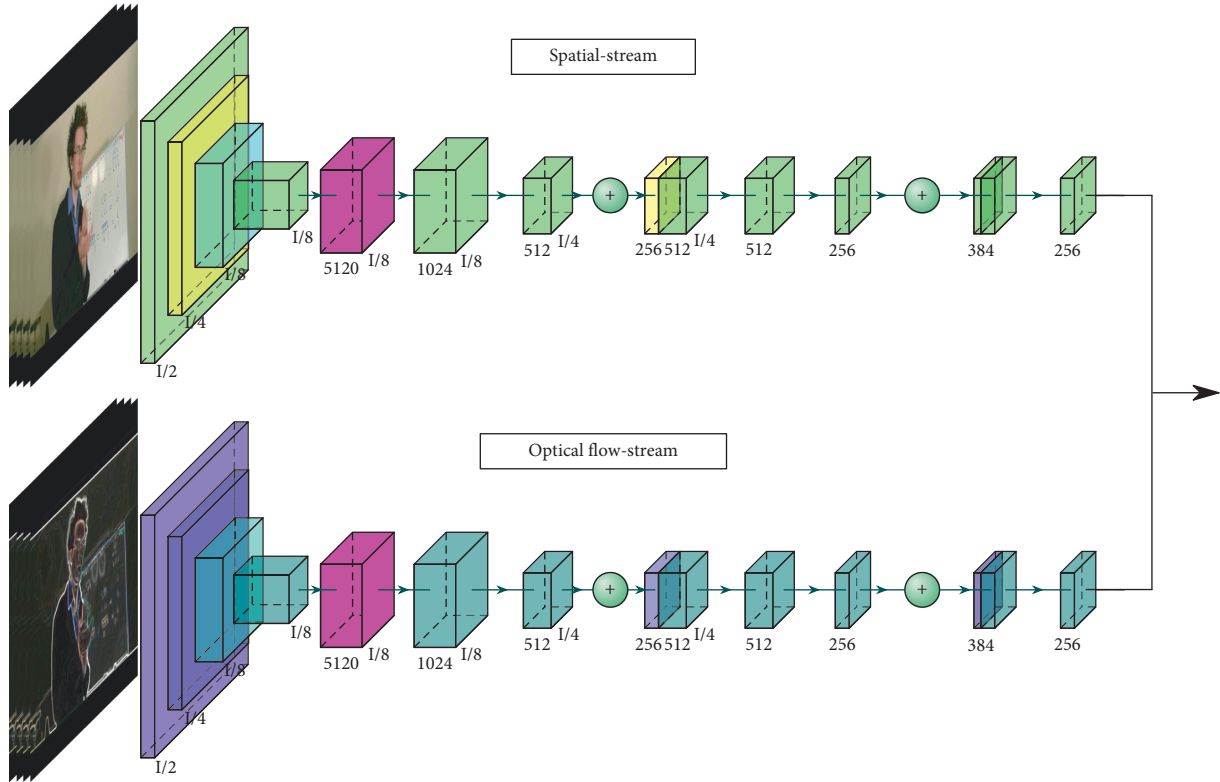 Spatial-stream
I/2
I/4
I/8
I/8
5120
I/8
1024
I/8
512
I/4
256
512
I/4
512
256
384
256
+
+
Optical flow-stream
I/2
I/4
I/8
I/8
5120
I/8
1024
I/8
512
I/4
256
512
I/4
512
256
384
256
+
+